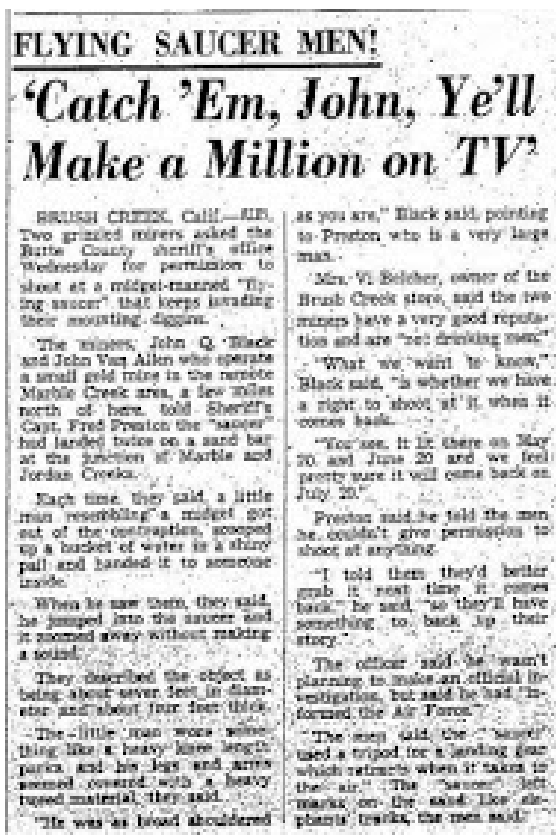 FLYING SAUCER MEN!
'Catch 'Em, John, Ye'll
Make a Million on TV'
BRUSH CREEK, Calif.—
Two grizzled miners asked the
Butte County sheriff's office
Wednesday for permission to
shoot at a midget-manned "fly-
ing saucer" that keeps invading
their mounting diggins.
The miners, John Q. Black
and John Van Allen who operate
a small gold mine in the remote
Marble Creek area, a few miles
north of here, told Sheriff's
Capt. Fred Preston the "saucer"
had landed twice on a sand bar
at the junction of Marble and
Jordan Creeks.
Each time, they said, a little
man resembling a midget got
out of the contraption, scooped
up a bucket of water in a shiny
pail and handed it to someone
inside.
When he saw them, they said,
he jumped into the saucer and
it zoomed away without making
a sound.
They described the object as
being about seven feet in diam-
eter and about four feet thick.
The little man wore some-
thing like a heavy knee length
parka and his legs and arms
seemed covered with a heavy
tweed material, they said.
"He was as broad shouldered
as you are," Black said, pointing
to Preston who is a very large
man.
Mrs. Vi Belcher, owner of the
Brush Creek store, said the two
miners have a very good reputa-
tion and are "not drinking men."
"What we want to know,"
Black said, "is whether we have
a right to shoot at it when it
comes back.
"You see, it lit there on May
20 and June 20 and we feel
pretty sure it will come back on
July 20."
Preston said he told the men
he couldn't give permission to
shoot at anything.
"I told them they'd better
grab it next time it comes
back," he said, "so they'll have
something to back up their
story."
The officer said he wasn't
planning to make an official in-
vestigation, but said he had "in-
formed the Air Force."
"The men said the "saucer"
used a tripod for a landing gear
which retracts when it takes to
the air." The "saucer" left
marks on the sand like ele-
phants tracks, the men said.